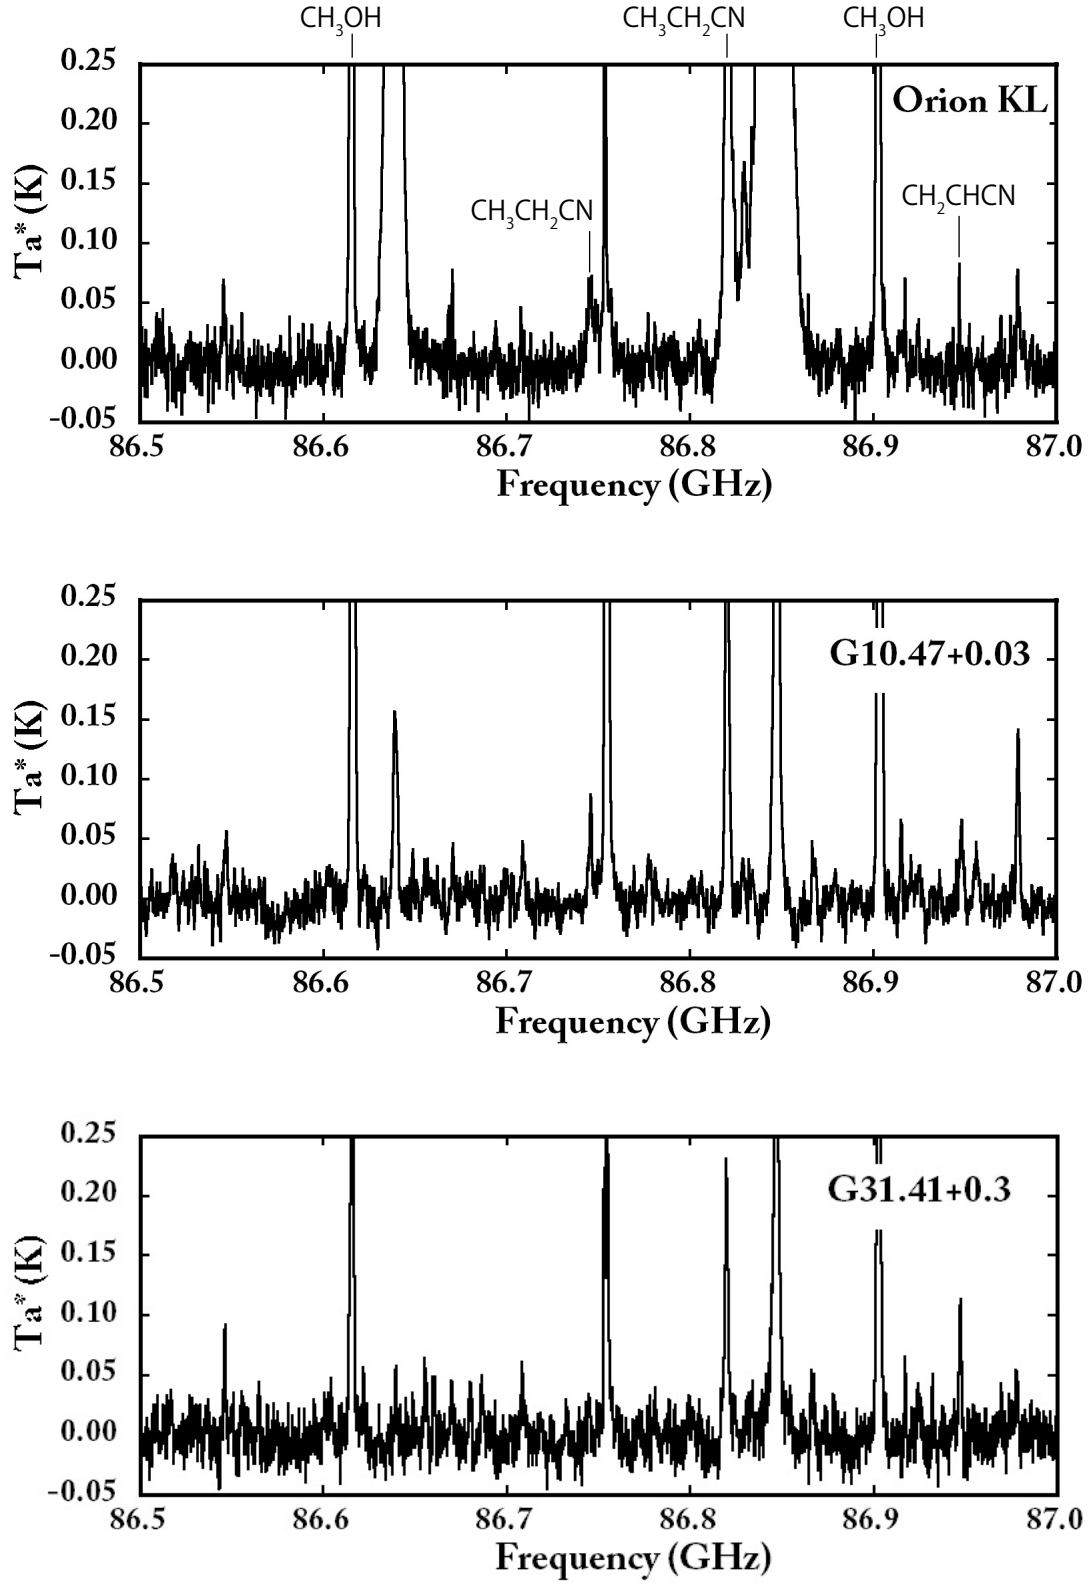 CH₃OH CH₃CH₂CN CH₃OH
0.25
Orion KL
0.20
0.15
CH₂CHCN
CH₃CH₂CN
0.10
0.05
0.00
-0.05
Ta* (K)
86.5 86.6 86.7 86.8 86.9 87.0
Frequency (GHz)
0.25
G10.47+0.03
0.20
0.15
0.10
0.05
0.00
-0.05
Ta* (K)
86.5 86.6 86.7 86.8 86.9 87.0
Frequency (GHz)
0.25
G31.41+0.3
0.20
0.15
0.10
0.05
0.00
-0.05
Ta* (K)
86.5 86.6 86.7 86.8 86.9 87.0
Frequency (GHz)